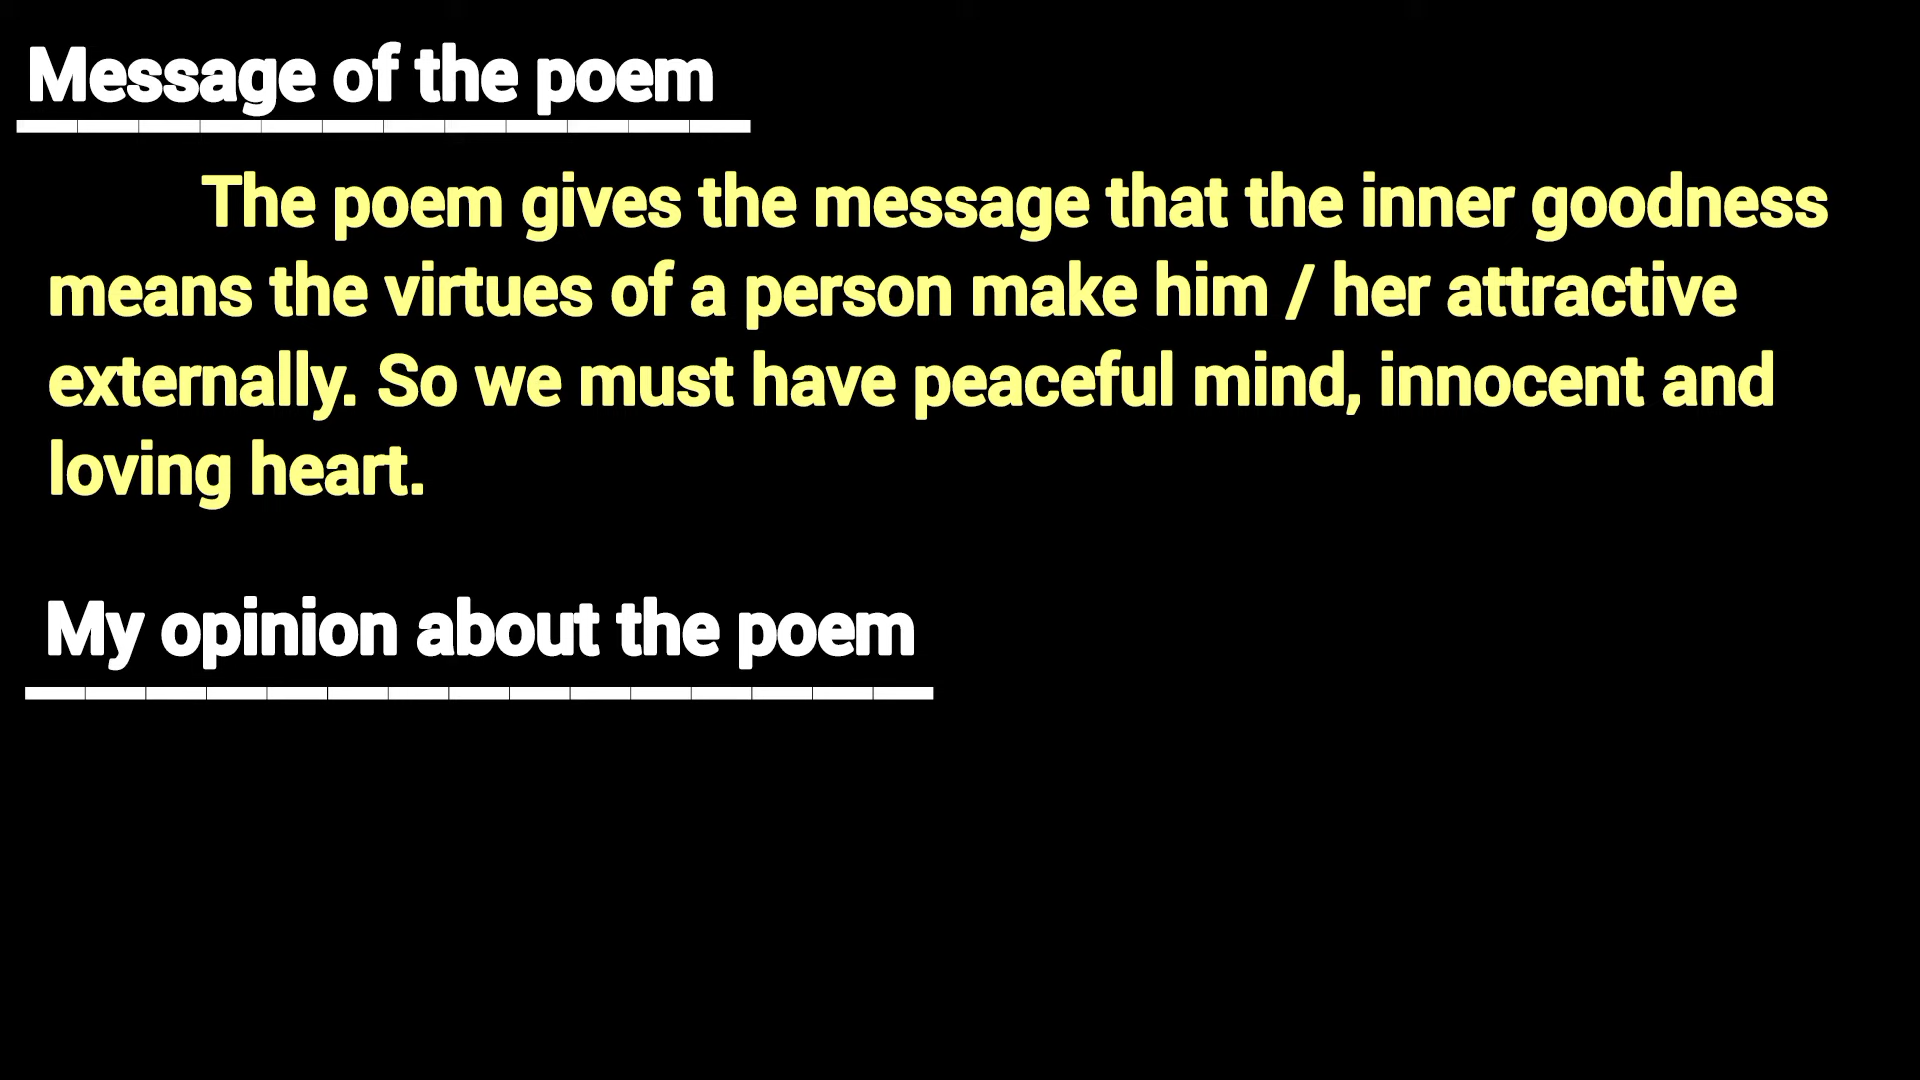 Message of the poem
The poem gives the message that the inner goodness
means the virtues of a person make him / her attractive
externally. So we must have peaceful mind, innocent and
loving heart.
My opinion about the poem